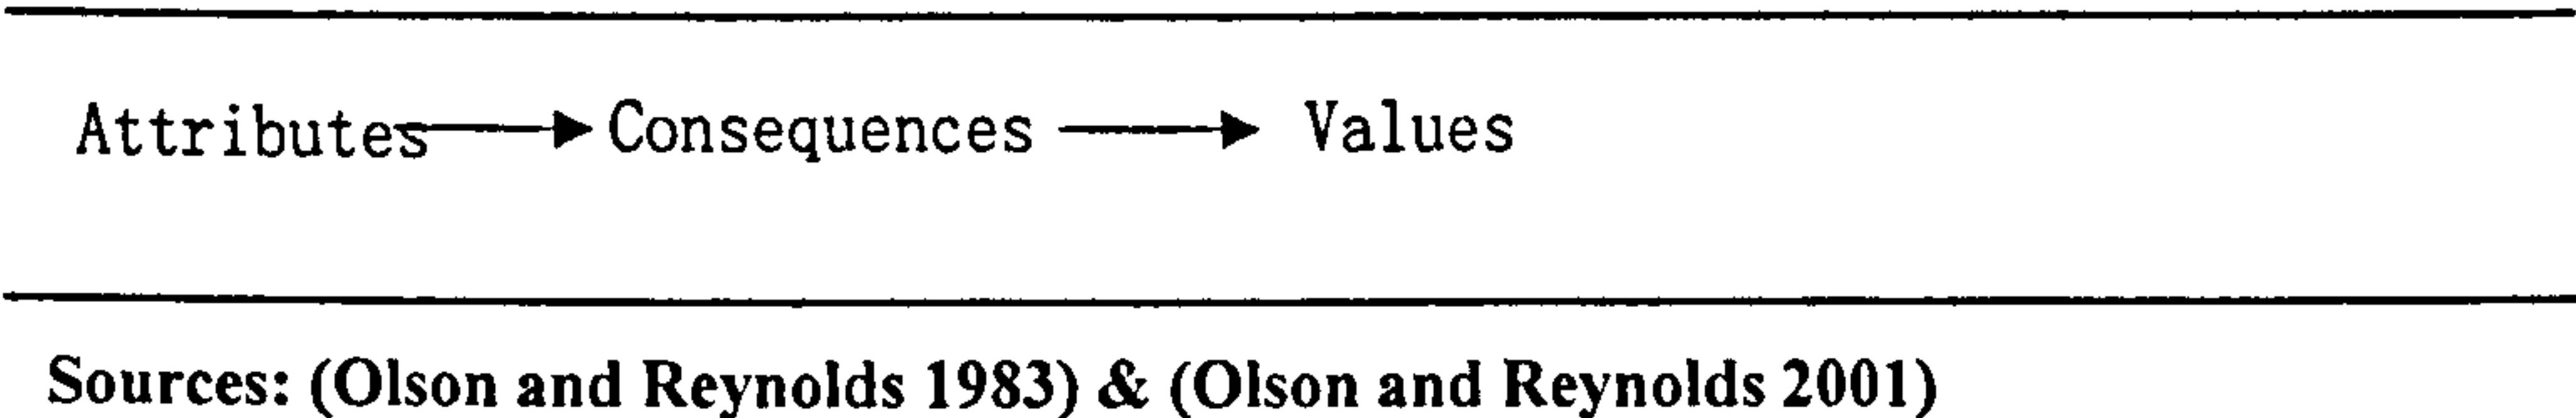 Attributes → Consequences → Values
Sources: (Olson and Reynolds 1983) & (Olson and Reynolds 2001)